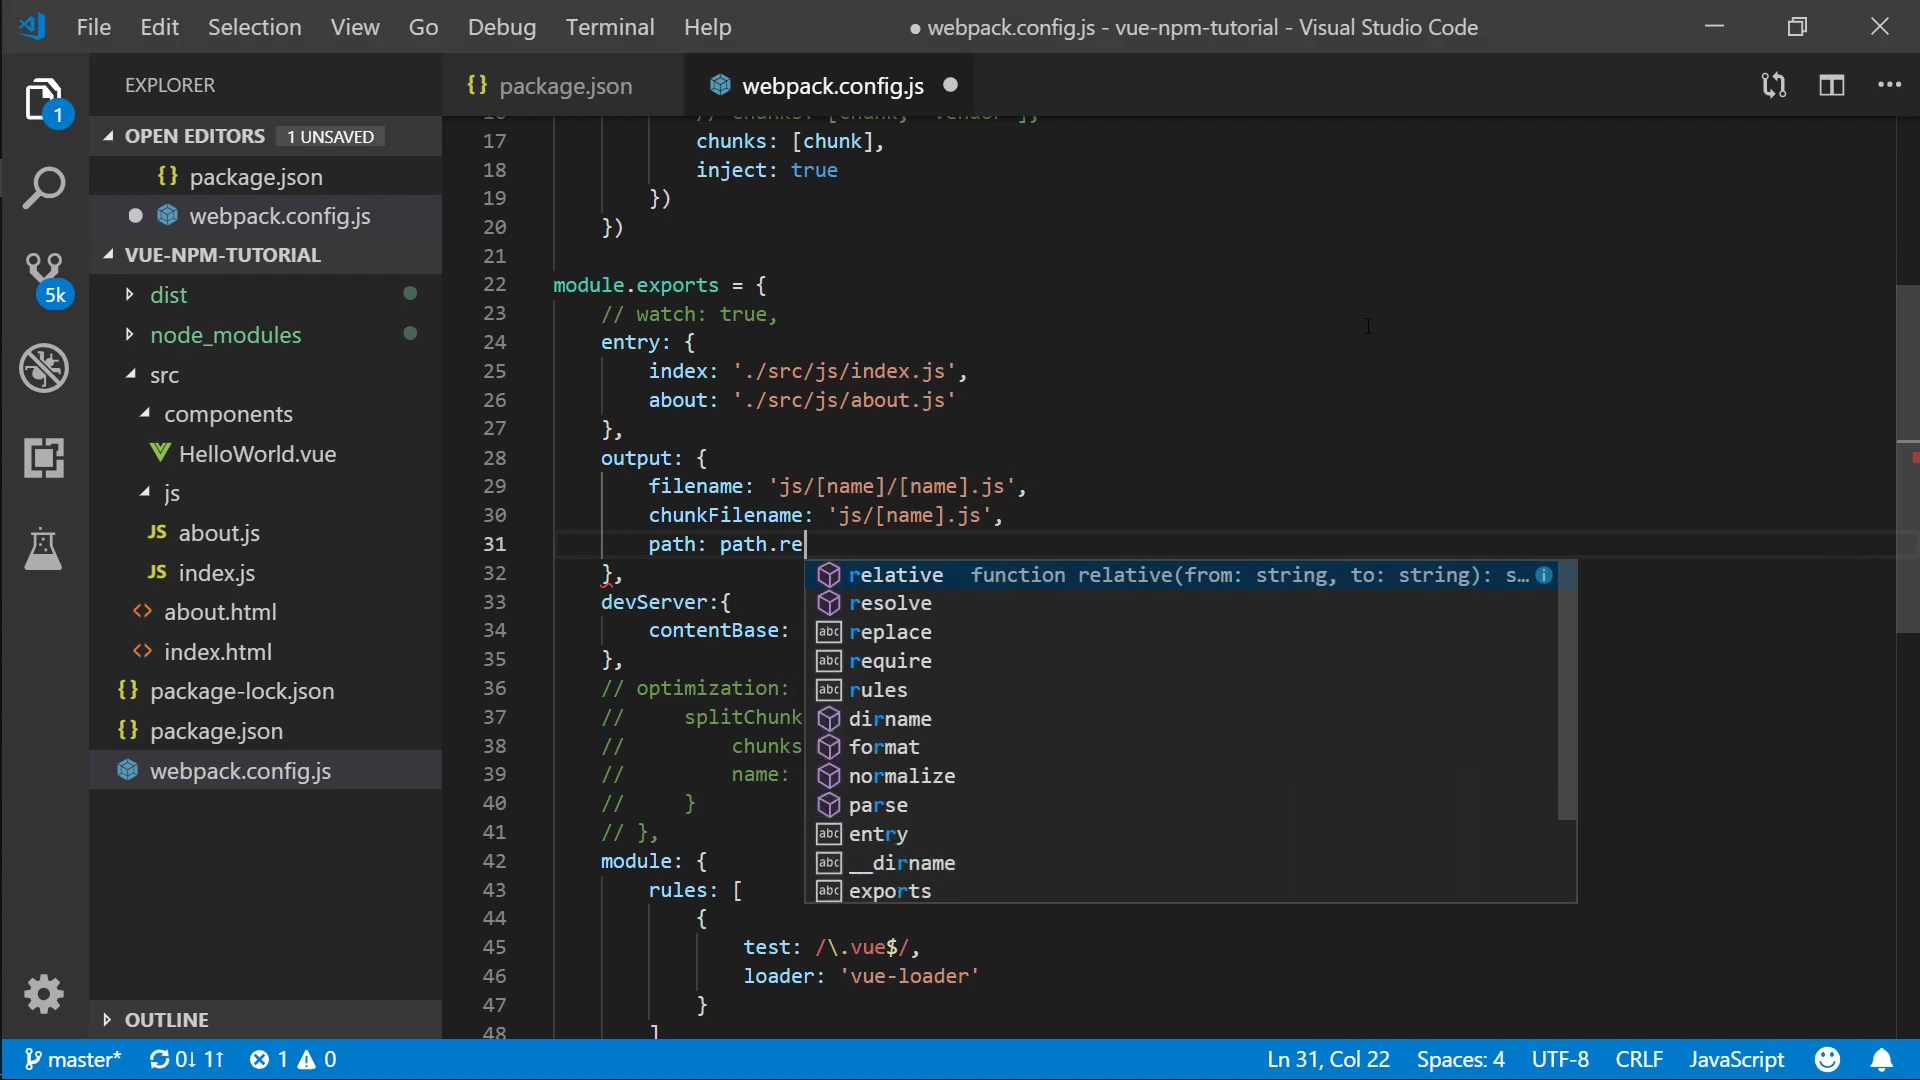 File Edit Selection View Go Debug Terminal Help ● webpack.config.js - vue-npm-tutorial - Visual Studio Code
EXPLORER
{} package.json
webpack.config.js ●
1
OPEN EDITORS 1 UNSAVED
{} package.json
● webpack.config.js
VUE-NPM-TUTORIAL
dist
node_modules
src
components
HelloWorld.vue
js
JS about.js
JS index.js
<> about.html
<> index.html
{} package-lock.json
{} package.json
webpack.config.js
OUTLINE
5k
17 chunks: [chunk],
18 inject: true
19 })
20 })
21
22 module.exports = {
23 // watch: true,
24 entry: {
25 index: './src/js/index.js',
26 about: './src/js/about.js'
27 },
28 output: {
29 filename: 'js/[name]/[name].js',
30 chunkFilename: 'js/[name].js',
31 path: path.re
32 },
33 devServer:{
34 contentBase:
35 },
36 // optimization:
37 // splitChunk
38 // chunks
39 // name:
40 // }
41 // },
42 module: {
43 rules: [
44 {
45 test: /\.vue$/,
46 loader: 'vue-loader'
47 }
48 ]
relative function relative(from: string, to: string): s…
resolve
abc replace
abc require
abc rules
dirname
format
normalize
parse
abc entry
abc __dirname
abc exports
master* 0↓ 1↑ 1 0 Ln 31, Col 22 Spaces: 4 UTF-8 CRLF JavaScript